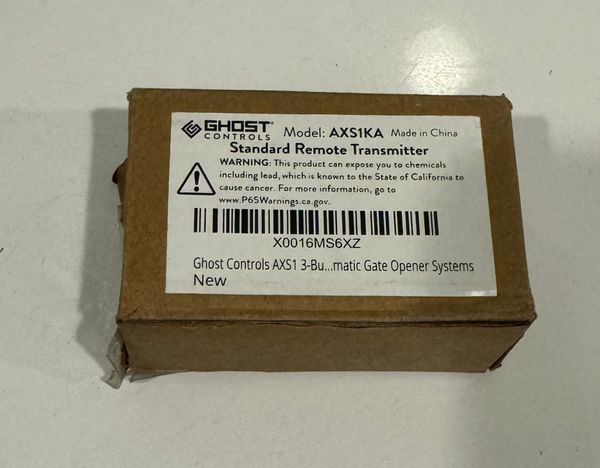 GHOST® Model: AXS1KA Made in China
CONTROLS
Standard Remote Transmitter
WARNING: This product can expose you to chemicals
including lead, which is known to the State of California to
cause cancer. For more information, go to
www.P65Warnings.ca.gov.
X0016MS6XZ
Ghost Controls AXS1 3-Bu...matic Gate Opener Systems
New